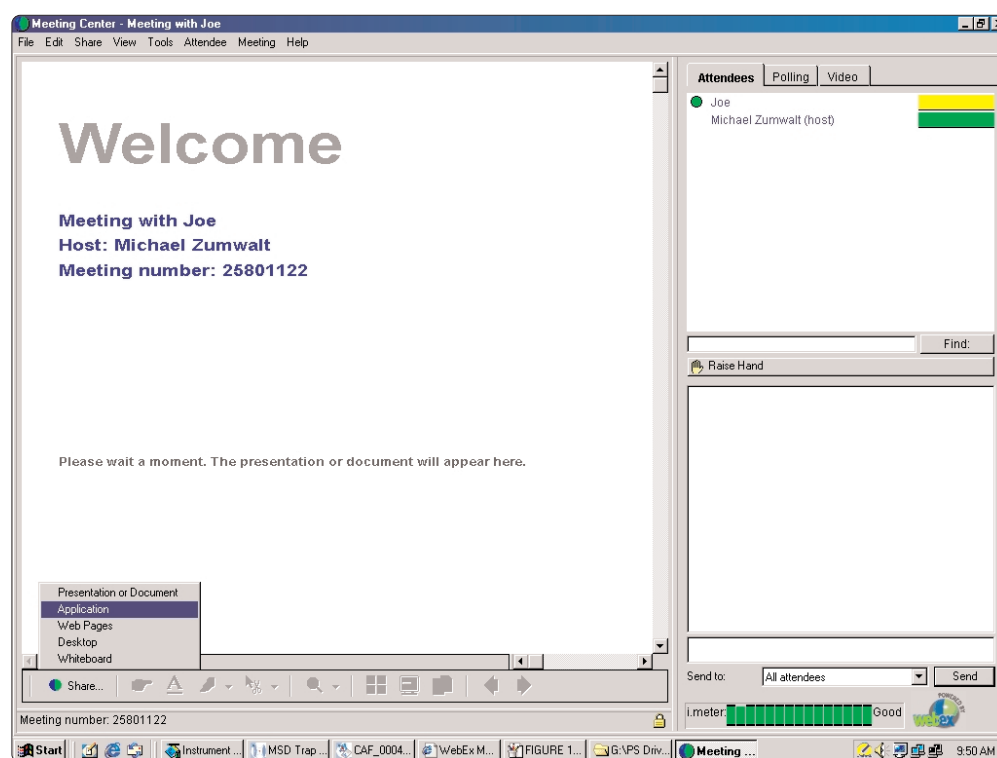 Meeting Center - Meeting with Joe
File Edit Share View Tools Attendee Meeting Help
Welcome
Meeting with Joe
Host: Michael Zumwalt
Meeting number: 25801122
Please wait a moment. The presentation or document will appear here.
Presentation or Document
Application
Web Pages
Desktop
Whiteboard
Share...
Meeting number: 25801122
Attendees Polling Video
Joe
Michael Zumwalt (host)
Find:
Raise Hand
Send to: All attendees Send
i.meter: Good
POWERED BY
webex
Start Instrument ... MSD Trap ... CAF_0004... WebEx M... FIGURE 1... G:\PS Driv... Meeting ... 9:50 AM